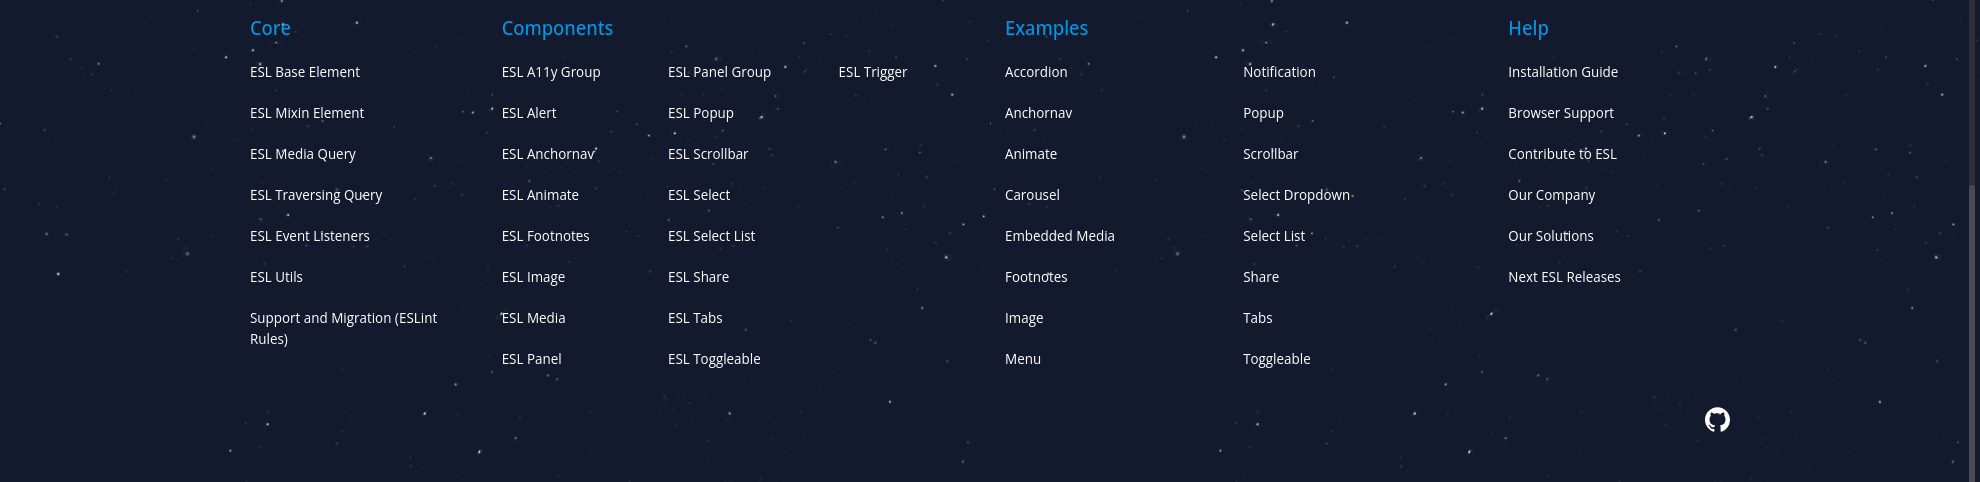 Core
ESL Base Element
ESL Mixin Element
ESL Media Query
ESL Traversing Query
ESL Event Listeners
ESL Utils
Support and Migration (ESLint
Rules)
Components
ESL A11y Group
ESL Alert
ESL Anchornav
ESL Animate
ESL Footnotes
ESL Image
ESL Media
ESL Panel
ESL Panel Group
ESL Popup
ESL Scrollbar
ESL Select
ESL Select List
ESL Share
ESL Tabs
ESL Toggleable
ESL Trigger
Examples
Accordion
Anchornav
Animate
Carousel
Embedded Media
Footnotes
Image
Menu
Notification
Popup
Scrollbar
Select Dropdown
Select List
Share
Tabs
Toggleable
Help
Installation Guide
Browser Support
Contribute to ESL
Our Company
Our Solutions
Next ESL Releases